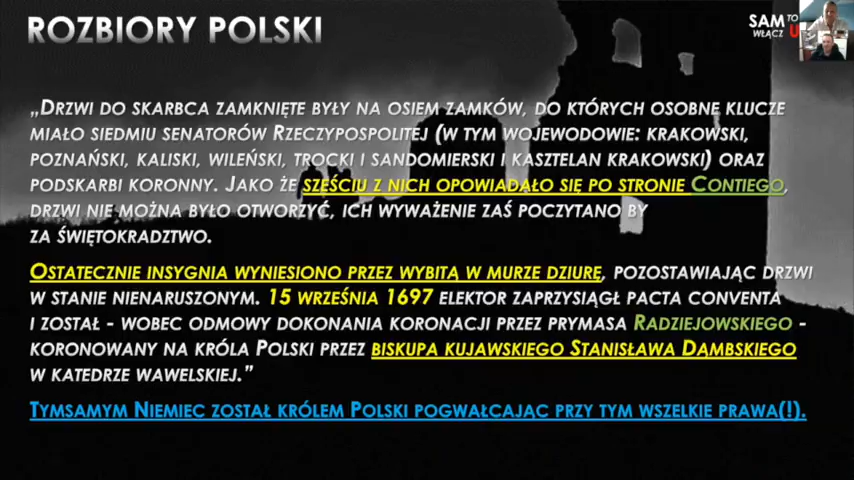 ROZBIORY POLSKI
SAM TO
WŁĄCZ U
„DRZWI DO SKARBCA ZAMKNIĘTE BYŁY NA OSIEM ZAMKÓW, DO KTÓRYCH OSOBNE KLUCZE
MIAŁO SIEDMIU SENATORÓW RZECZYPOSPOLITEJ (W TYM WOJEWODOWIE: KRAKOWSKI,
POZNAŃSKI, KALISKI, WILEŃSKI, TROCKI I SANDOMIERSKI I KASZTELAN KRAKOWSKI) ORAZ
PODSKARBI KORONNY. JAKO ŻE SZEŚCIU Z NICH OPOWIADAŁO SIĘ PO STRONIE CONTIEGO,
DRZWI NIE MOŻNA BYŁO OTWORZYĆ, ICH WYWAŻENIE ZAŚ POCZYTANO BY
ZA ŚWIĘTOKRADZTWO.
OSTATECZNIE INSYGNIA WYNIESIONO PRZEZ WYBITĄ W MURZE DZIURĘ, POZOSTAWIAJĄC DRZWI
W STANIE NIENARUSZONYM. 15 WRZEŚNIA 1697 ELEKTOR ZAPRZYSIĄGŁ PACTA CONVENTA
I ZOSTAŁ - WOBEC ODMOWY DOKONANIA KORONACJI PRZEZ PRYMASA RADZIEJOWSKIEGO -
KORONOWANY NA KRÓLA POLSKI PRZEZ BISKUPA KUJAWSKIEGO STANISŁAWA DĄMBSKIEGO
W KATEDRZE WAWELSKIEJ.”
TYMSAMYM NIEMIEC ZOSTAŁ KRÓLEM POLSKI POGWAŁCAJĄC PRZY TYM WSZELKIE PRAWA(!).